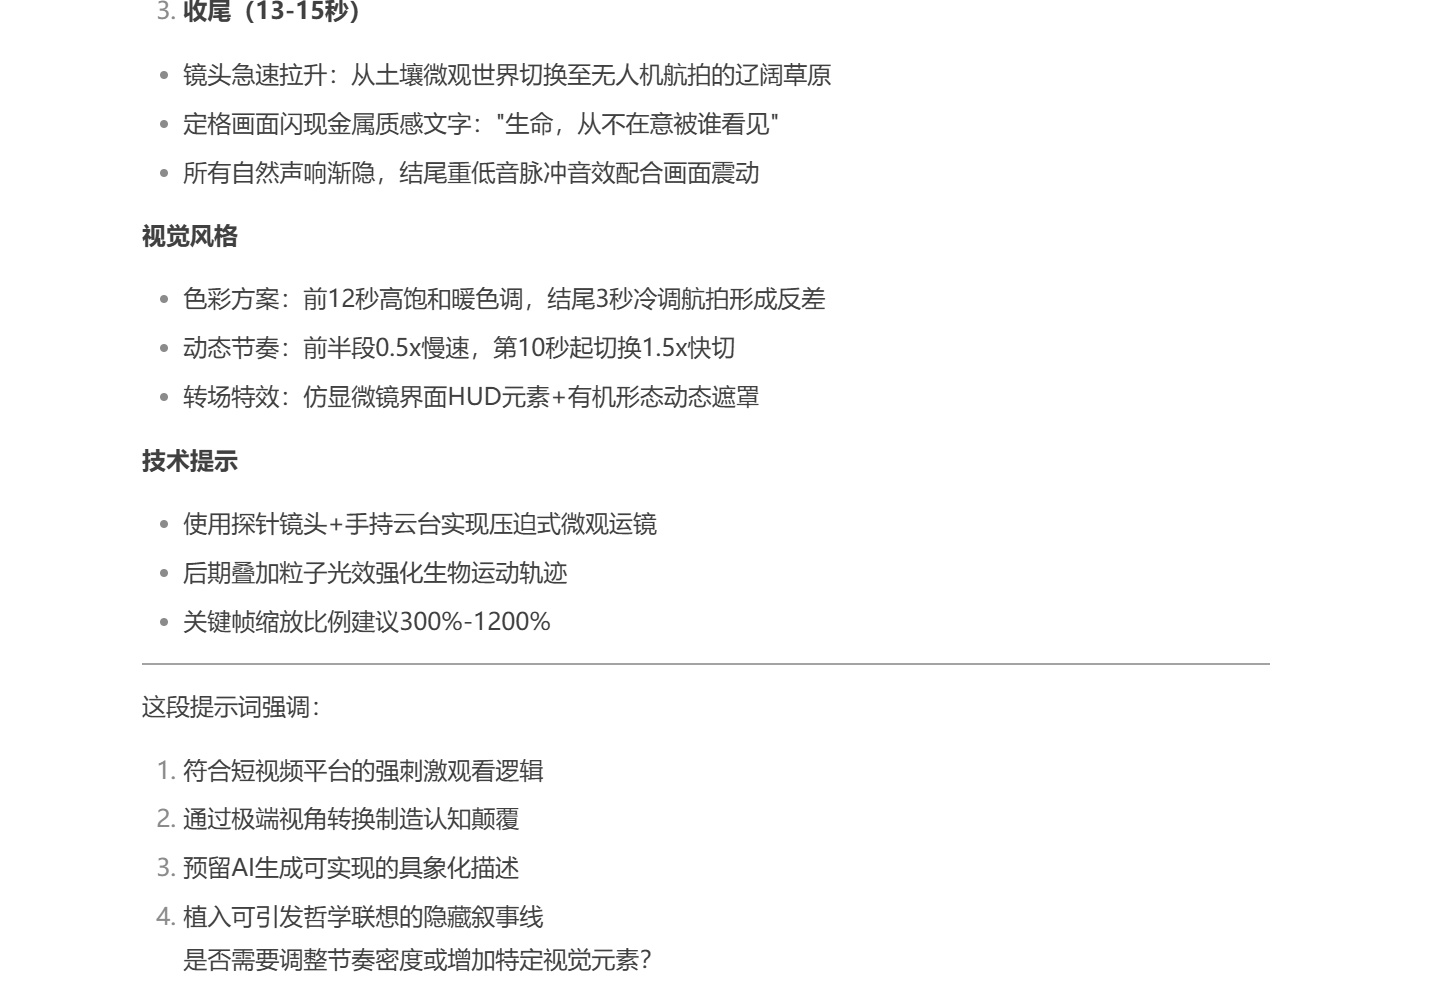 3. 收尾（13-15秒）
镜头急速拉升：从土壤微观世界切换至无人机航拍的辽阔草原
定格画面闪现金属质感文字："生命，从不在意被谁看见"
所有自然声响渐隐，结尾重低音脉冲音效配合画面震动
视觉风格
色彩方案：前12秒高饱和暖色调，结尾3秒冷调航拍形成反差
动态节奏：前半段0.5x慢速，第10秒起切换1.5x快切
转场特效：仿显微镜界面HUD元素+有机形态动态遮罩
技术提示
使用探针镜头+手持云台实现压迫式微观运镜
后期叠加粒子光效强化生物运动轨迹
关键帧缩放比例建议300%-1200%
这段提示词强调：
1. 符合短视频平台的强刺激观看逻辑
2. 通过极端视角转换制造认知颠覆
3. 预留AI生成可实现的具象化描述
4. 植入可引发哲学联想的隐藏叙事线
是否需要调整节奏密度或增加特定视觉元素？